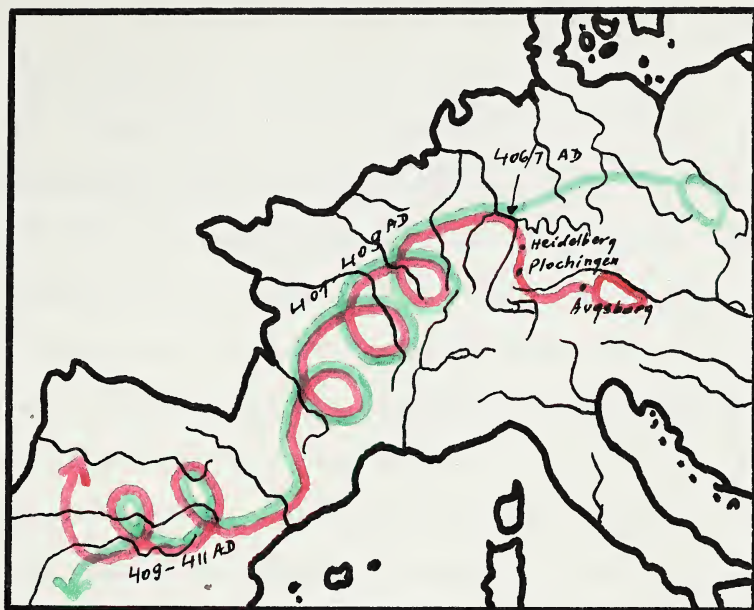 406/7 AD
407 - 409 AD
Heidelberg
Plochingen
Augsburg
409 - 411 AD